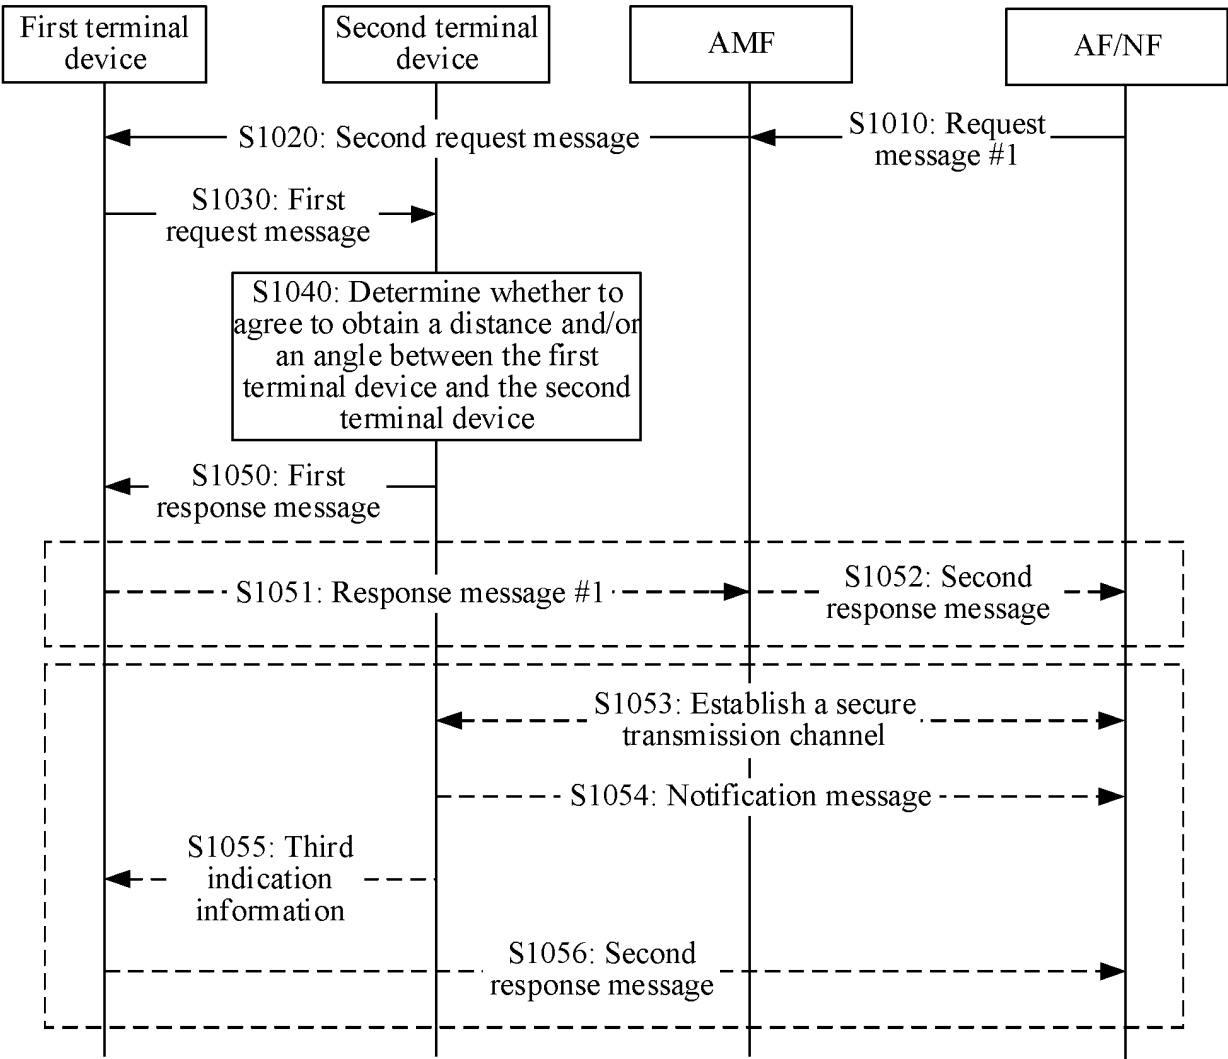 First terminal
device
Second terminal
device
AMF
AF/NF
S1010: Request
message #1
S1020: Second request message
S1030: First
request message
S1040: Determine whether to
agree to obtain a distance and/or
an angle between the first
terminal device and the second
terminal device
S1050: First
response message
S1051: Response message #1
S1052: Second
response message
S1053: Establish a secure
transmission channel
S1054: Notification message
S1055: Third
indication
information
S1056: Second
response message